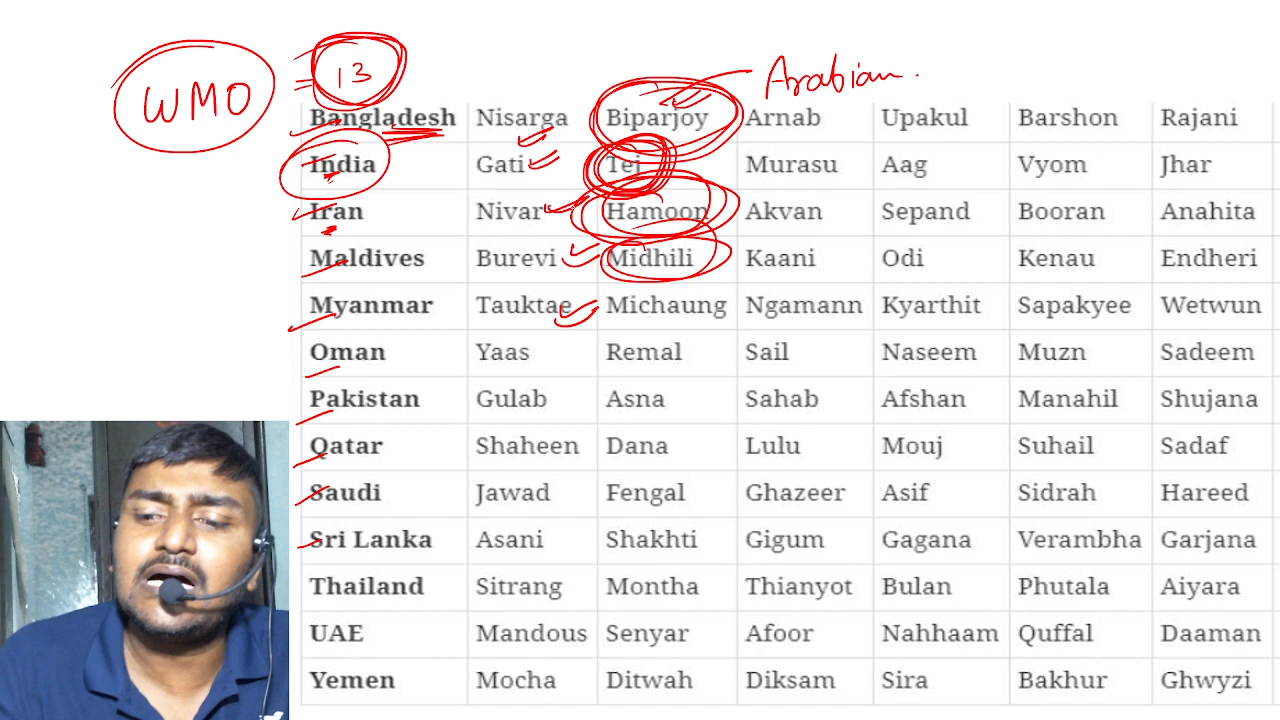 WMO
13
Arabian.
Bangladesh Nisarga Biparjoy Arnab Upakul Barshon Rajani
India Gati Tej Murasu Aag Vyom Jhar
Iran Nivar Hamoon Akvan Sepand Booran Anahita
Maldives Burevi Midhili Kaani Odi Kenau Endheri
Myanmar Tauktae Michaung Ngamann Kyarthit Sapakyee Wetwun
Oman Yaas Remal Sail Naseem Muzn Sadeem
Pakistan Gulab Asna Sahab Afshan Manahil Shujana
Qatar Shaheen Dana Lulu Mouj Suhail Sadaf
Saudi Jawad Fengal Ghazeer Asif Sidrah Hareed
Sri Lanka Asani Shakhti Gigum Gagana Verambha Garjana
Thailand Sitrang Montha Thianyot Bulan Phutala Aiyara
UAE Mandous Senyar Afoor Nahhaam Quffal Daaman
Yemen Mocha Ditwah Diksam Sira Bakhur Ghwyzi